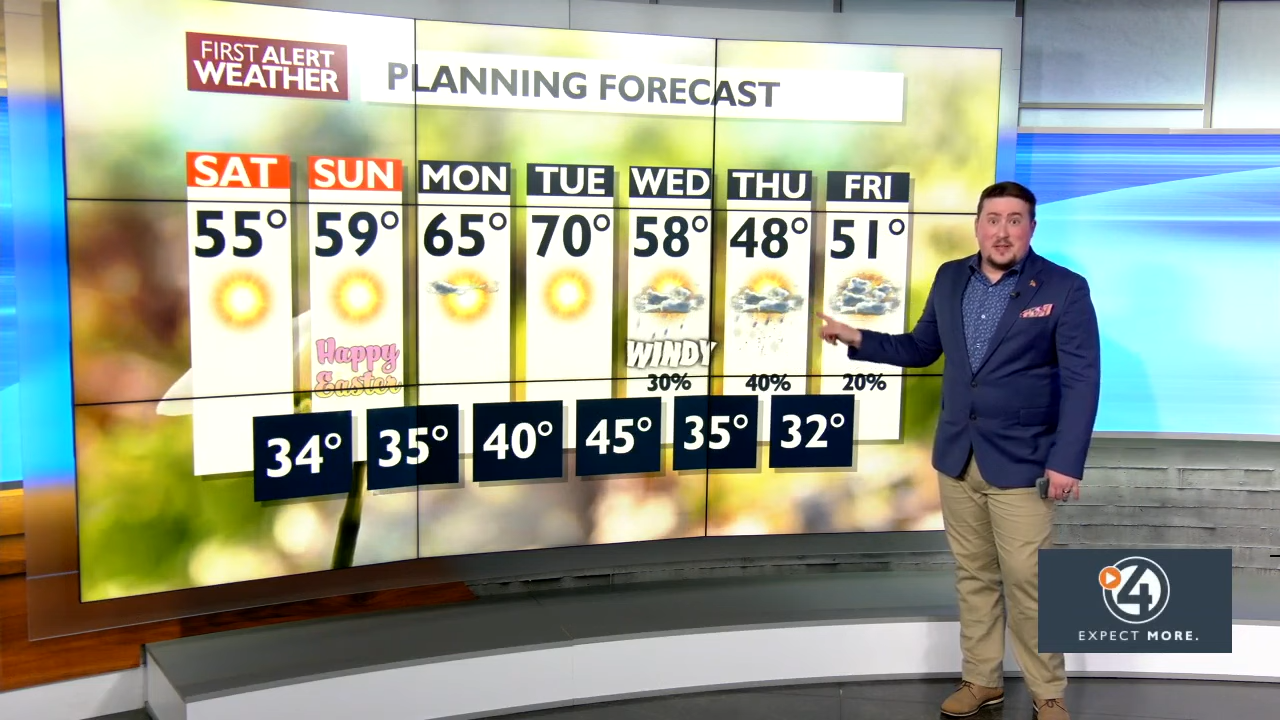 FIRST ALERT
WEATHER
PLANNING FORECAST
SAT SUN MON TUE WED THU FRI
55° 59° 65° 70° 58° 48° 51°
Happy
Easter
WINDY
30% 40% 20%
34° 35° 40° 45° 35° 32°
4
EXPECT MORE.